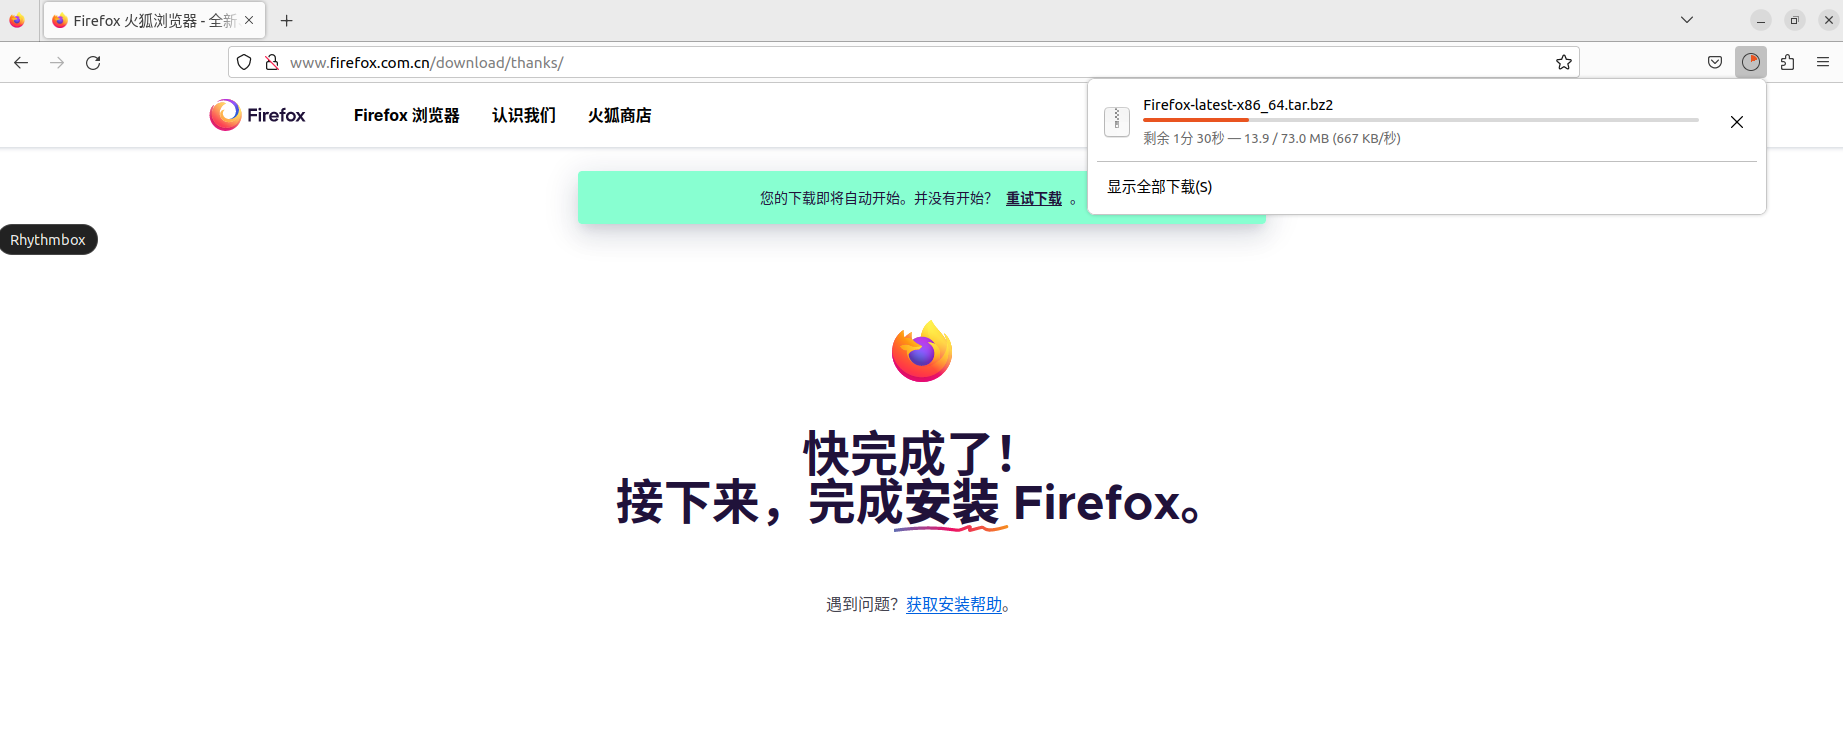 Firefox 火狐浏览器 - 全新
www.firefox.com.cn/download/thanks/
Firefox
Firefox 浏览器
认识我们
火狐商店
Firefox-latest-x86_64.tar.bz2
剩余 1分 30秒 — 13.9 / 73.0 MB (667 KB/秒)
显示全部下载(S)
您的下载即将自动开始。并没有开始？ 重试下载 。
Rhythmbox
快完成了！
接下来，完成安装 Firefox。
遇到问题？获取安装帮助。